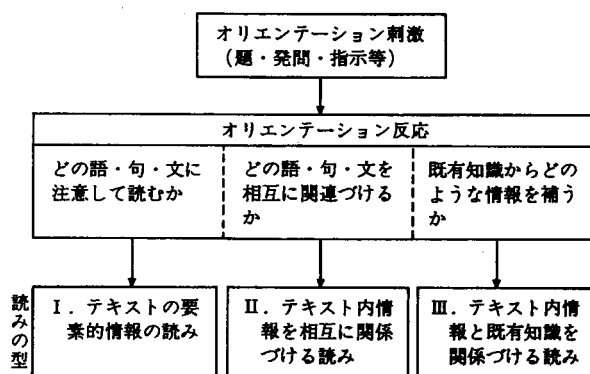 オリエンテーション刺激
(題・発問・指示等)
オリエンテーション反応
どの語・句・文に
注意して読むか
どの語・句・文を
相互に関連づける
か
既有知識からどの
ような情報を補う
か
読みの型
Ⅰ. テキストの要
素的情報の読み
Ⅱ. テキスト内情
報を相互に関係
づける読み
Ⅲ. テキスト内情
報と既有知識を
関係づける読み